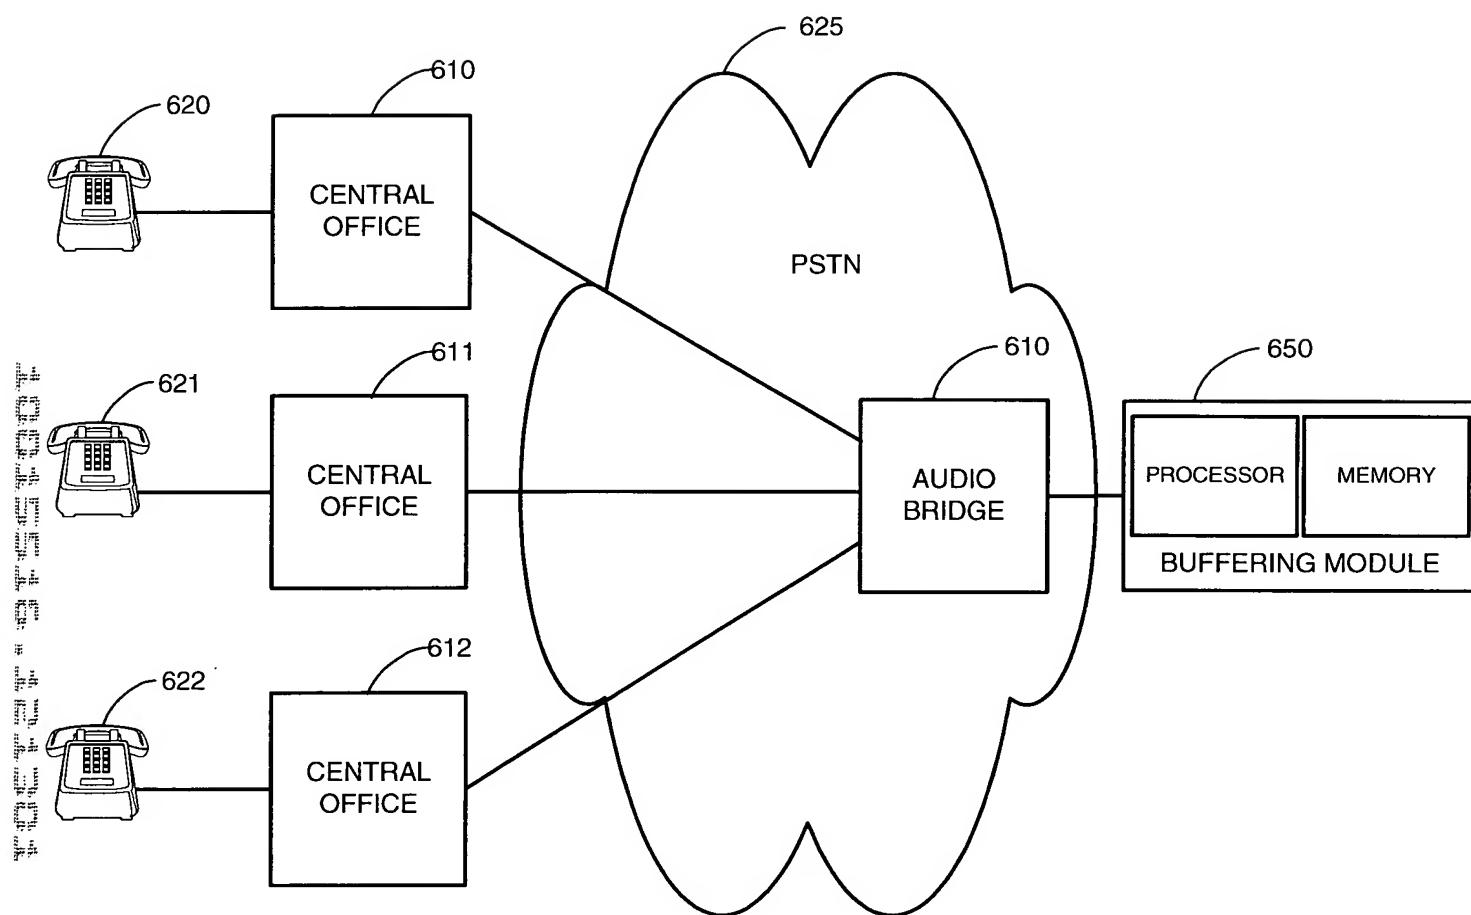 625
610
620
CENTRAL
OFFICE
PSTN
611
621
CENTRAL
OFFICE
610
AUDIO
BRIDGE
650
PROCESSOR
MEMORY
BUFFERING MODULE
612
622
CENTRAL
OFFICE